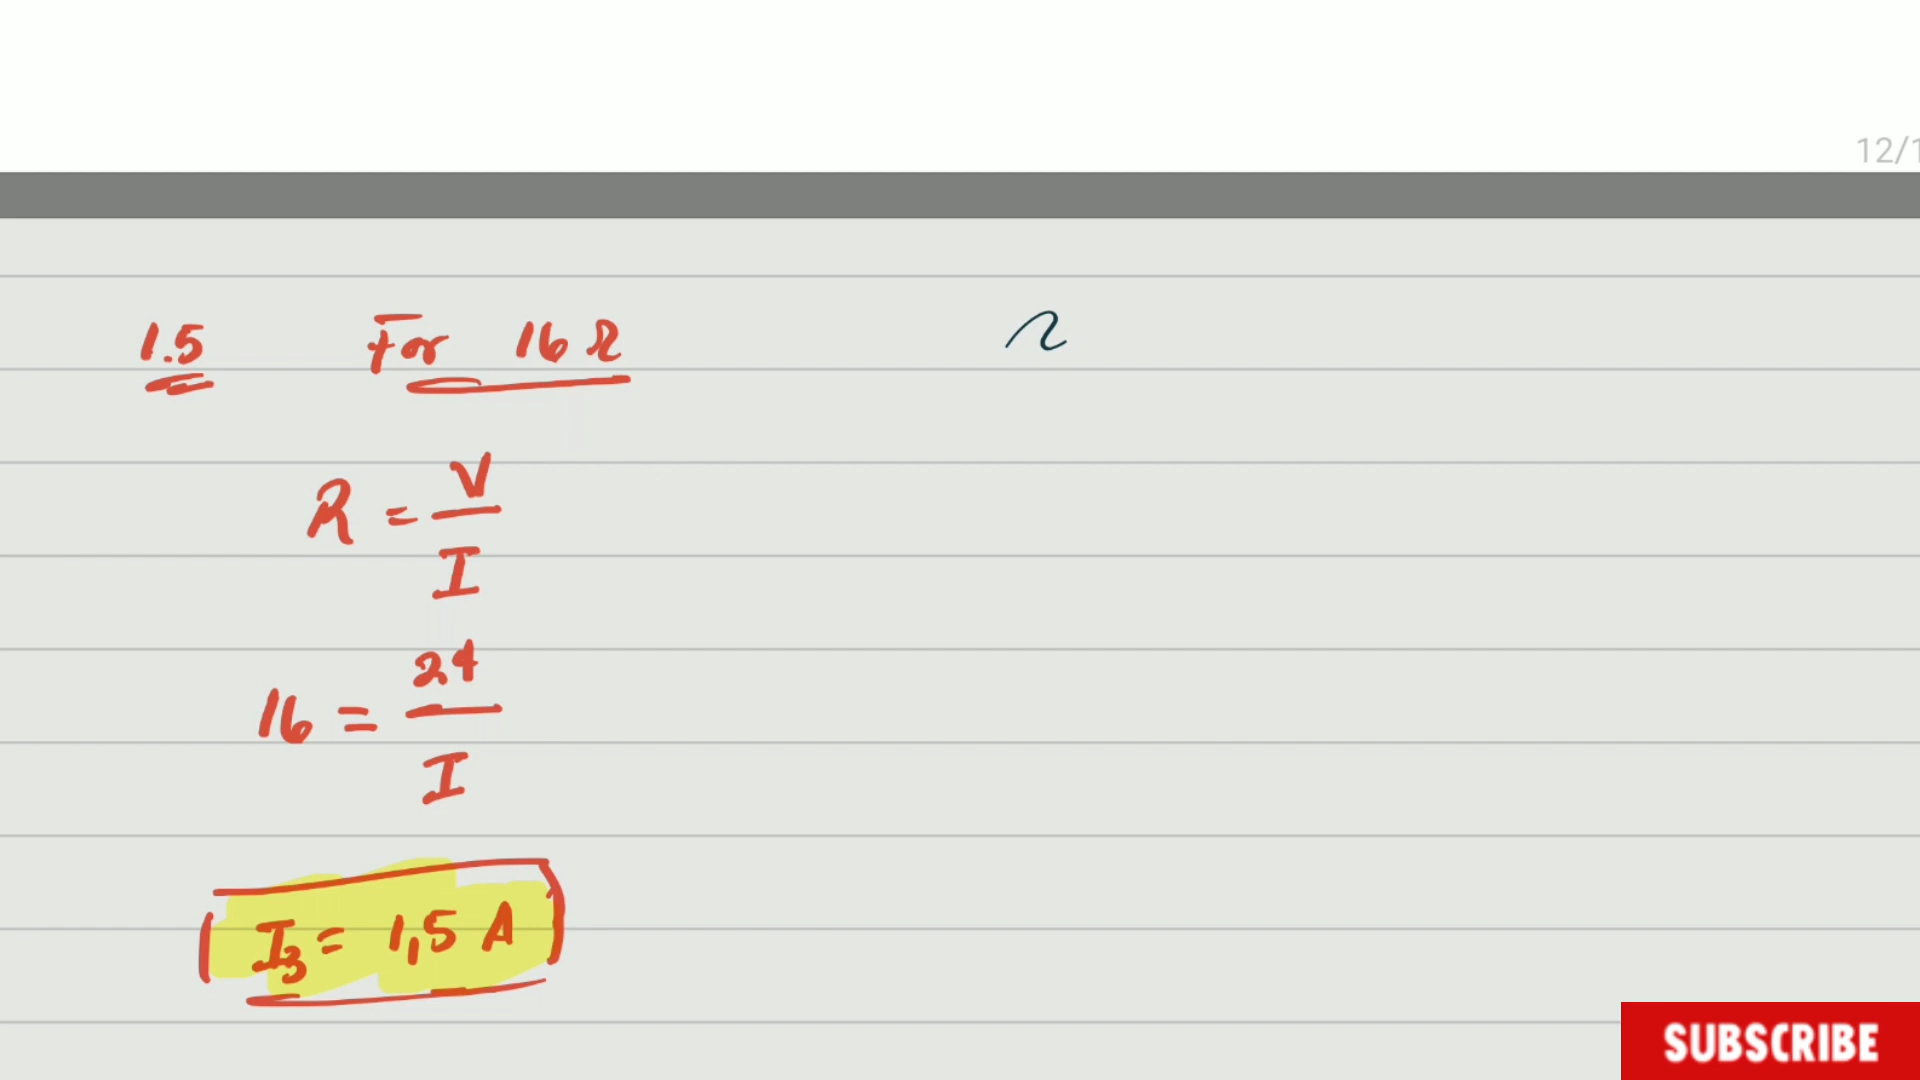 12/1
1.5 For 16 Ω
R = V
I
16 = 24
I
I₃ = 1,5 A
SUBSCRIBE